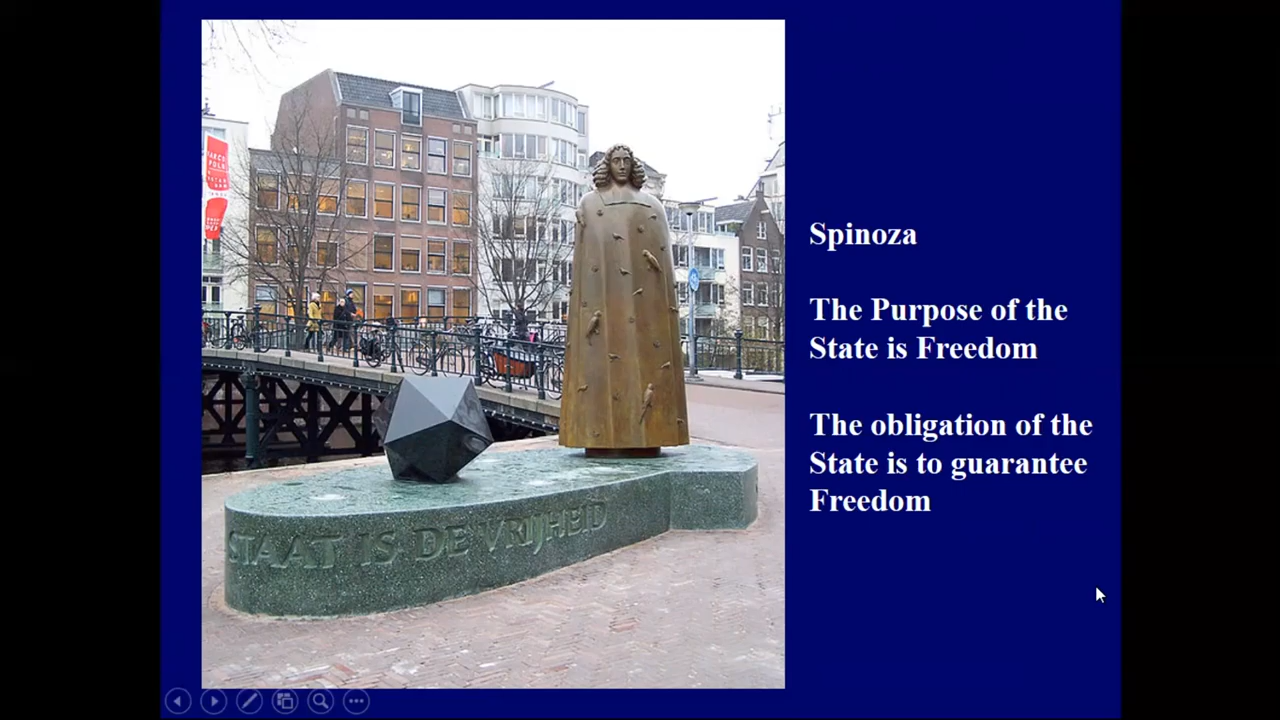 Spinoza
The Purpose of the
State is Freedom
The obligation of the
State is to guarantee
Freedom
STAAT IS DE VRIJHEID